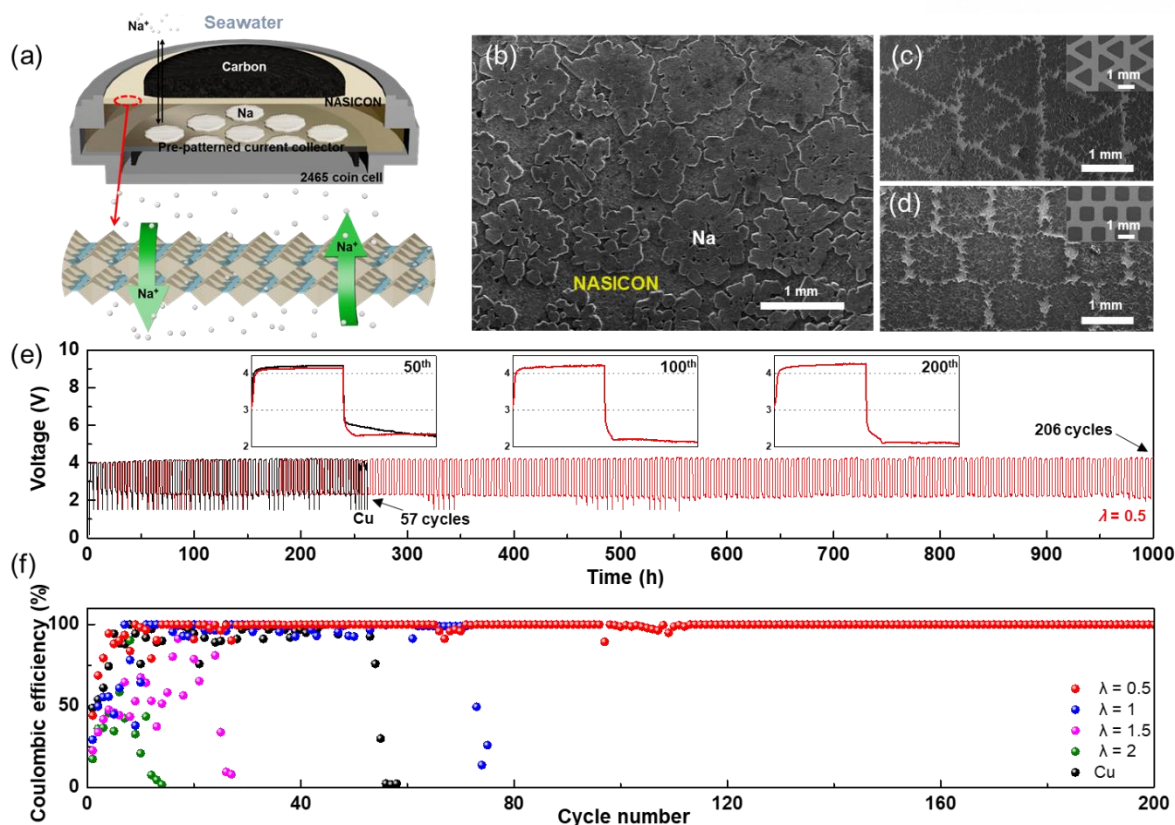 (a)
Na⁺
Seawater
Carbon
NASICON
Na
Pre-patterned current collector
2465 coin cell
Na⁺
Na⁺
(b)
Na
NASICON
1 mm
(c)
1 mm
1 mm
(d)
1 mm
1 mm
(e)
Voltage (V)
10
8
6
4
2
0
50th
4
3
2
100th
4
3
2
200th
4
3
2
206 cycles
Cu
57 cycles
λ = 0.5
0 100 200 300 400 500 600 700 800 900 1000
Time (h)
(f)
Coulombic efficiency (%)
100
50
0
λ = 0.5
λ = 1
λ = 1.5
λ = 2
Cu
0 40 80 120 160 200
Cycle number